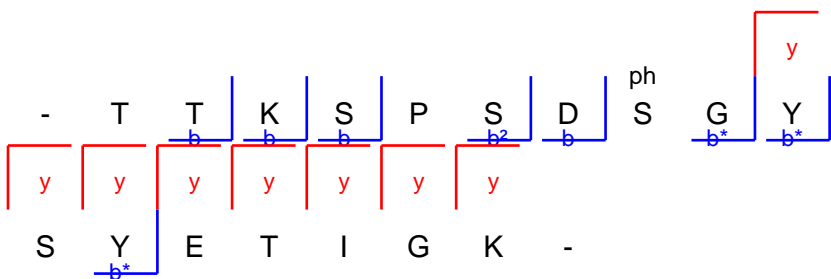 y
ph
- T T K S P S D S G Y
b b b b² b b* b*
y y y y y y y
S Y E T I G K -
b*